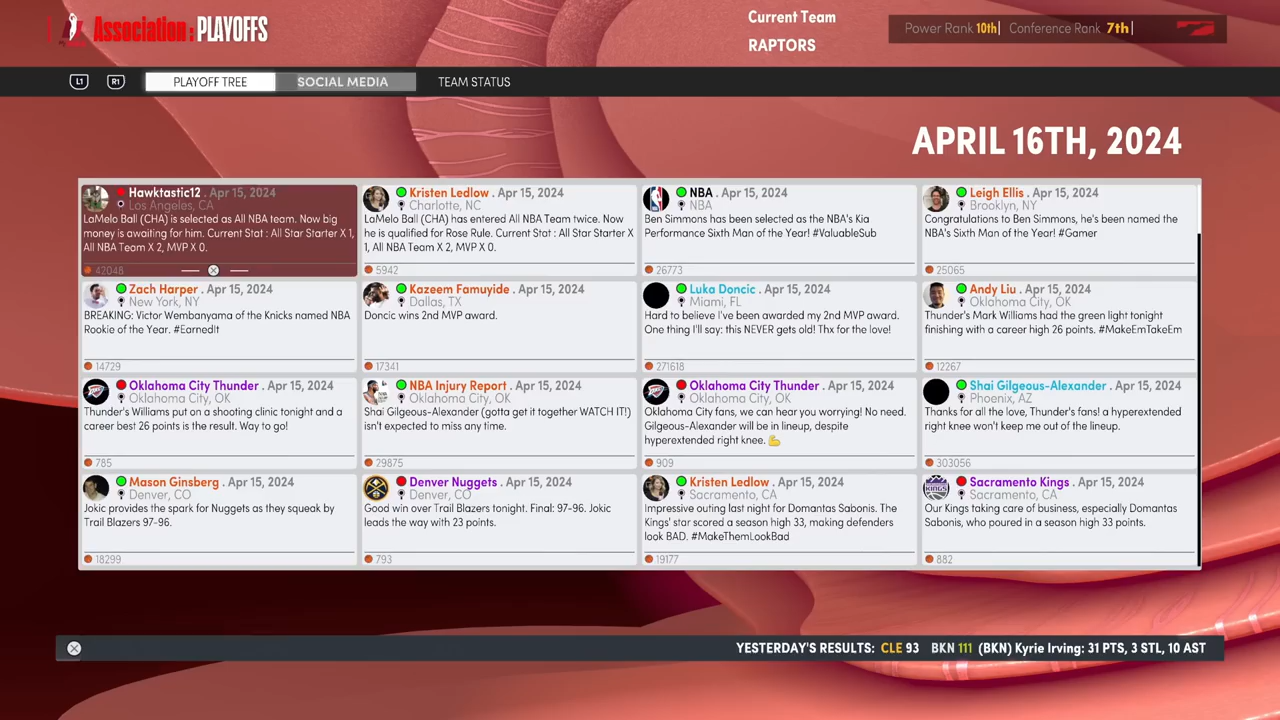 Association : PLAYOFFS
Current Team
RAPTORS
Power Rank 10th| Conference Rank 7th|
L1 R1 PLAYOFF TREE SOCIAL MEDIA TEAM STATUS
APRIL 16TH, 2024
Hawktastic12 . Apr 15, 2024
Los Angeles, CA
LaMelo Ball (CHA) is selected as All NBA team. Now big
money is awaiting for him. Current Stat : All Star Starter X 1,
All NBA Team X 2, MVP X 0.
42048
Kristen Ledlow . Apr 15, 2024
Charlotte, NC
LaMelo Ball (CHA) has entered All NBA Team twice. Now
he is qualified for Rose Rule. Current Stat : All Star Starter X
1, All NBA Team X 2, MVP X 0.
5942
NBA . Apr 15, 2024
NBA
Ben Simmons has been selected as the NBA's Kia
Performance Sixth Man of the Year! #ValuableSub
26773
Leigh Ellis . Apr 15, 2024
Brooklyn, NY
Congratulations to Ben Simmons, he's been named the
NBA's Sixth Man of the Year! #Gamer
25065
Zach Harper . Apr 15, 2024
New York, NY
BREAKING: Victor Wembanyama of the Knicks named NBA
Rookie of the Year. #EarnedIt
14729
Kazeem Famuyide . Apr 15, 2024
Dallas, TX
Doncic wins 2nd MVP award.
17341
Luka Doncic . Apr 15, 2024
Miami, FL
Hard to believe I've been awarded my 2nd MVP award.
One thing I'll say: this NEVER gets old! Thx for the love!
271618
Andy Liu . Apr 15, 2024
Oklahoma City, OK
Thunder's Mark Williams had the green light tonight
finishing with a career high 26 points. #MakeEmTakeEm
12267
Oklahoma City Thunder . Apr 15, 2024
Oklahoma City, OK
Thunder's Williams put on a shooting clinic tonight and a
career best 26 points is the result. Way to go!
785
NBA Injury Report . Apr 15, 2024
Oklahoma City, OK
Shai Gilgeous-Alexander (gotta get it together WATCH IT!)
isn't expected to miss any time.
29875
Oklahoma City Thunder . Apr 15, 2024
Oklahoma City, OK
Oklahoma City fans, we can hear you worrying! No need.
Gilgeous-Alexander will be in lineup, despite
hyperextended right knee. 💪
909
Shai Gilgeous-Alexander . Apr 15, 2024
Phoenix, AZ
Thanks for all the love, Thunder's fans! a hyperextended
right knee won't keep me out of the lineup.
303056
Mason Ginsberg . Apr 15, 2024
Denver, CO
Jokic provides the spark for Nuggets as they squeak by
Trail Blazers 97-96.
18299
Denver Nuggets . Apr 15, 2024
Denver, CO
Good win over Trail Blazers tonight. Final: 97-96. Jokic
leads the way with 23 points.
793
Kristen Ledlow . Apr 15, 2024
Sacramento, CA
Impressive outing last night for Domantas Sabonis. The
Kings' star scored a season high 33, making defenders
look BAD. #MakeThemLookBad
19177
Sacramento Kings . Apr 15, 2024
Sacramento, CA
Our Kings taking care of business, especially Domantas
Sabonis, who poured in a season high 33 points.
882
YESTERDAY'S RESULTS: CLE 93 BKN 111 (BKN) Kyrie Irving: 31 PTS, 3 STL, 10 AST